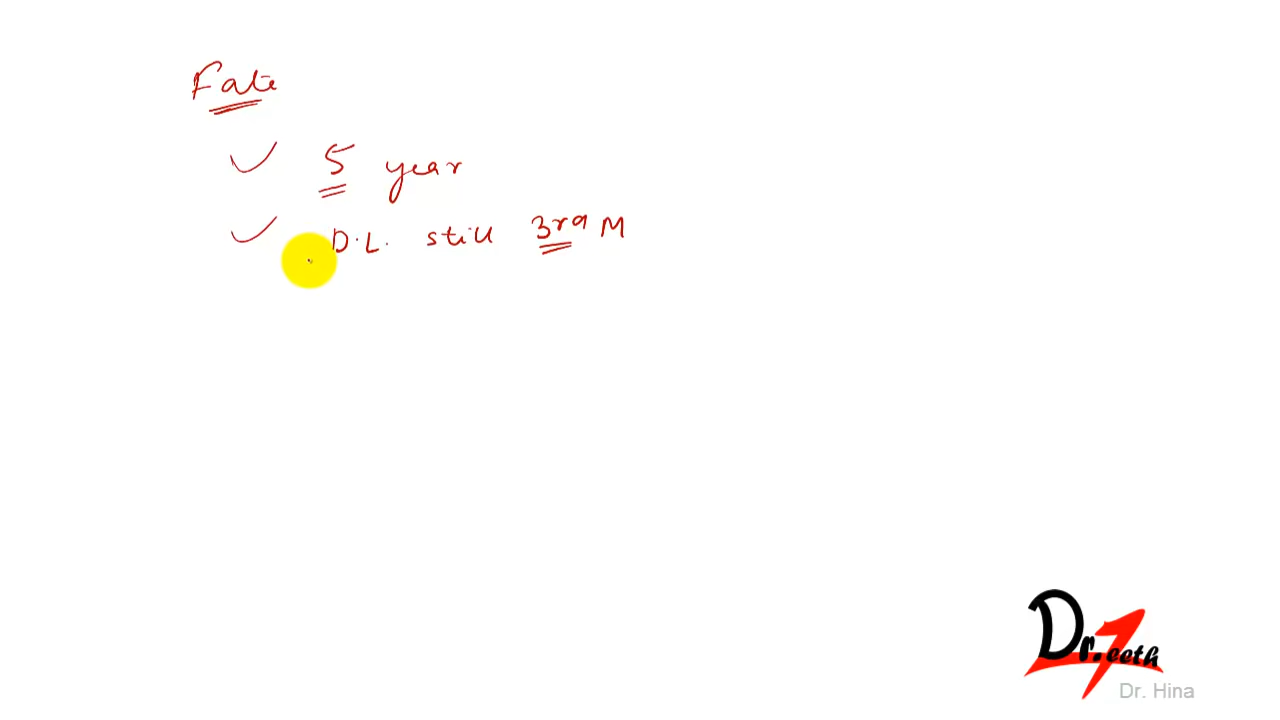 Fate
5 year
D.L. still 3rd M
Dr. eeth
Dr. Hina